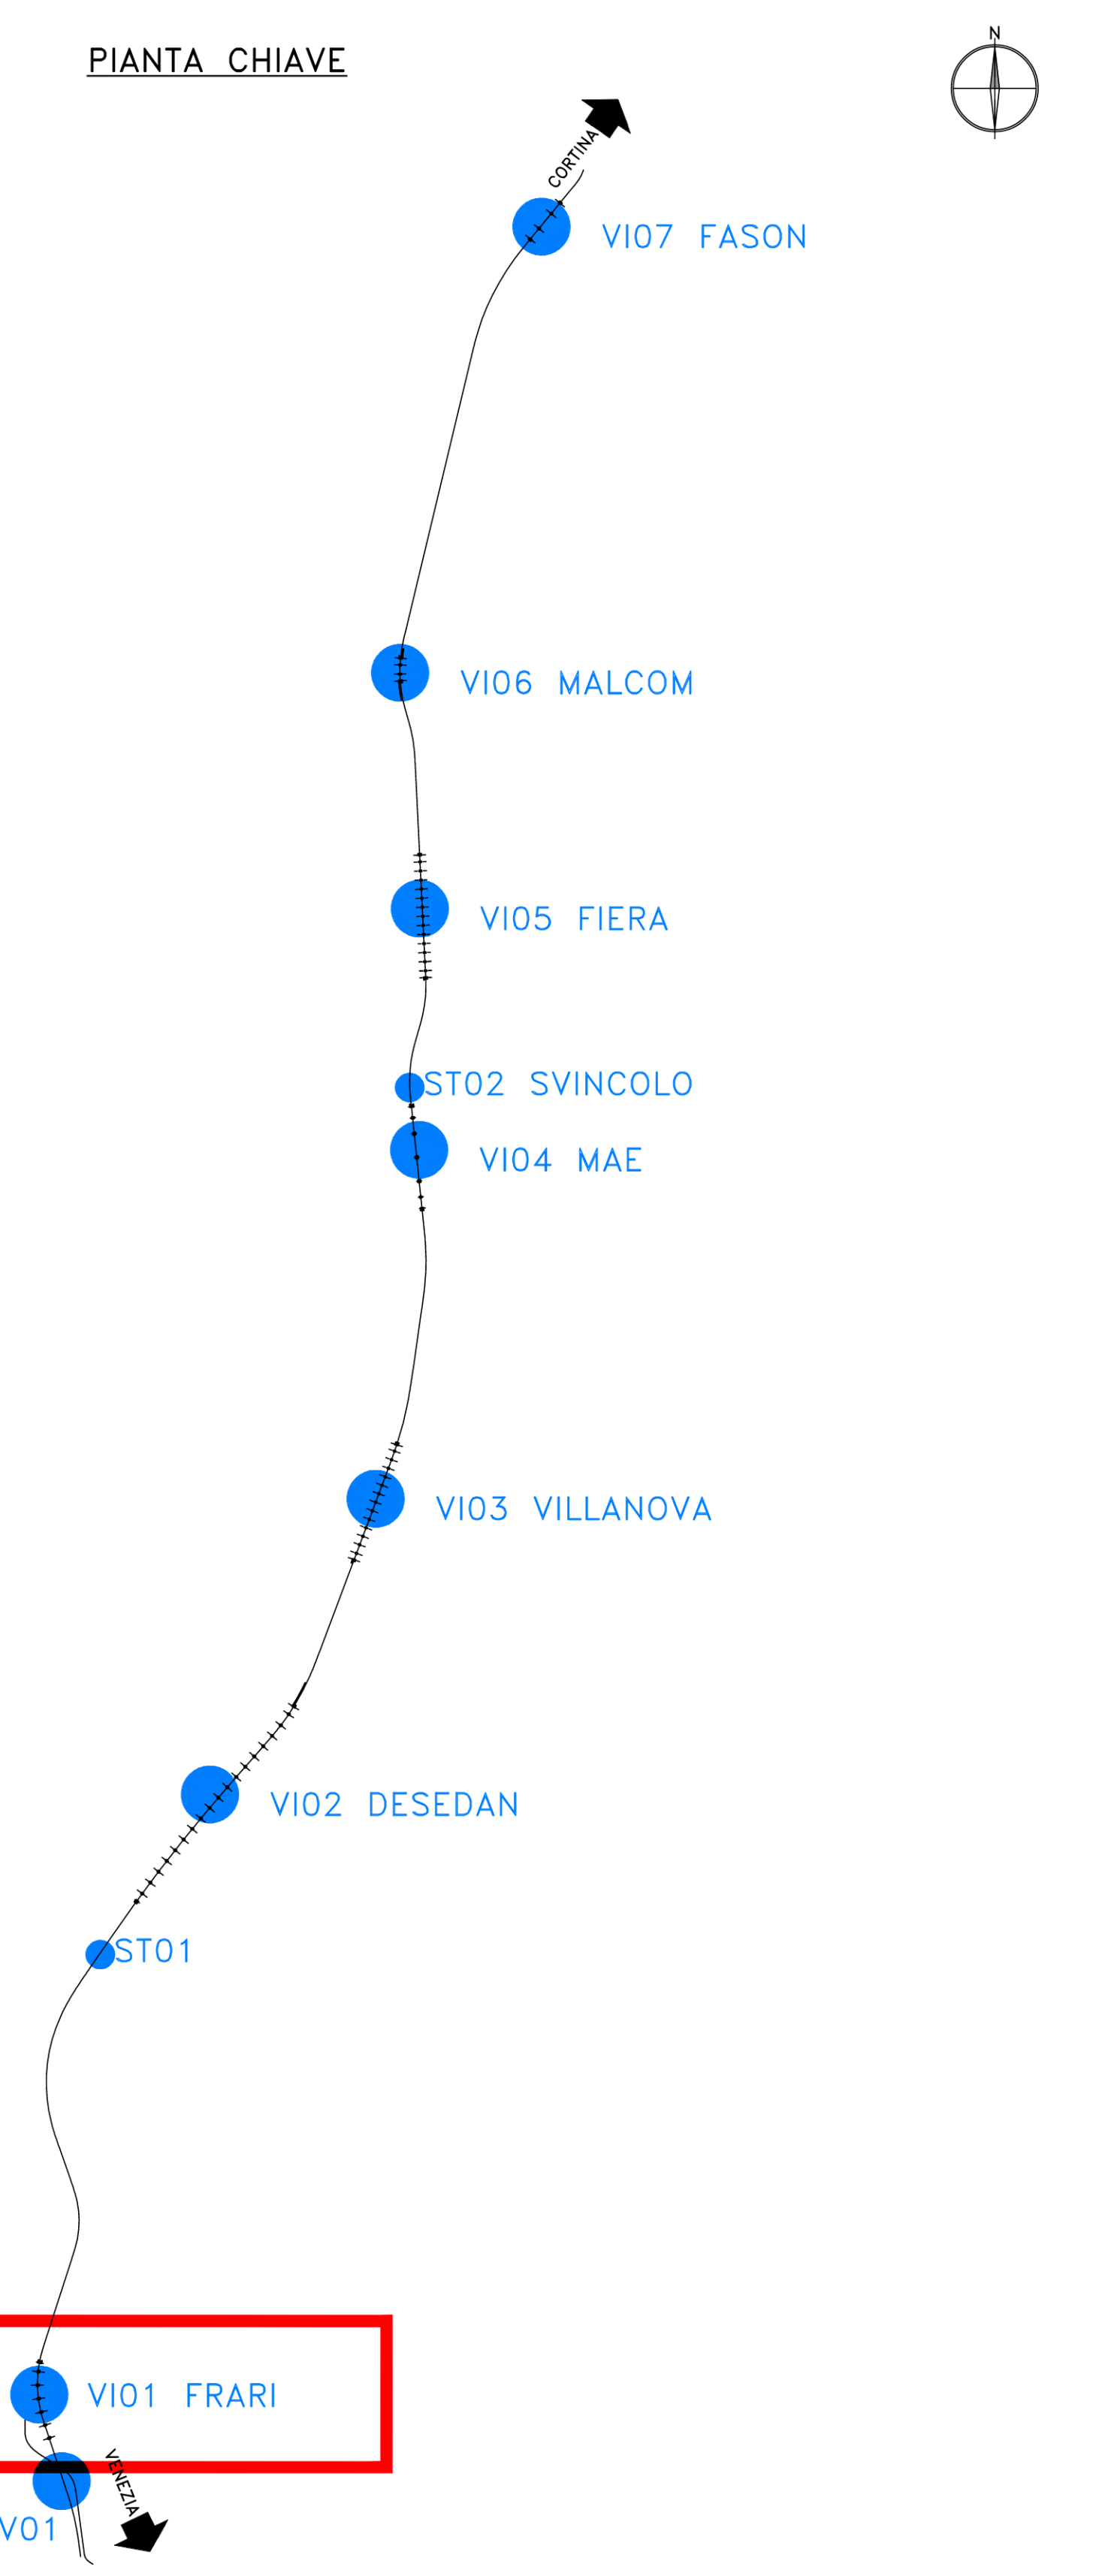 PIANTA CHIAVE
N
CORTINA
VI07 FASON
VI06 MALCOM
VI05 FIERA
ST02 SVINCOLO
VI04 MAE
VI03 VILLANOVA
VI02 DESEDAN
ST01
VI01 FRARI
VENEZIA
V01